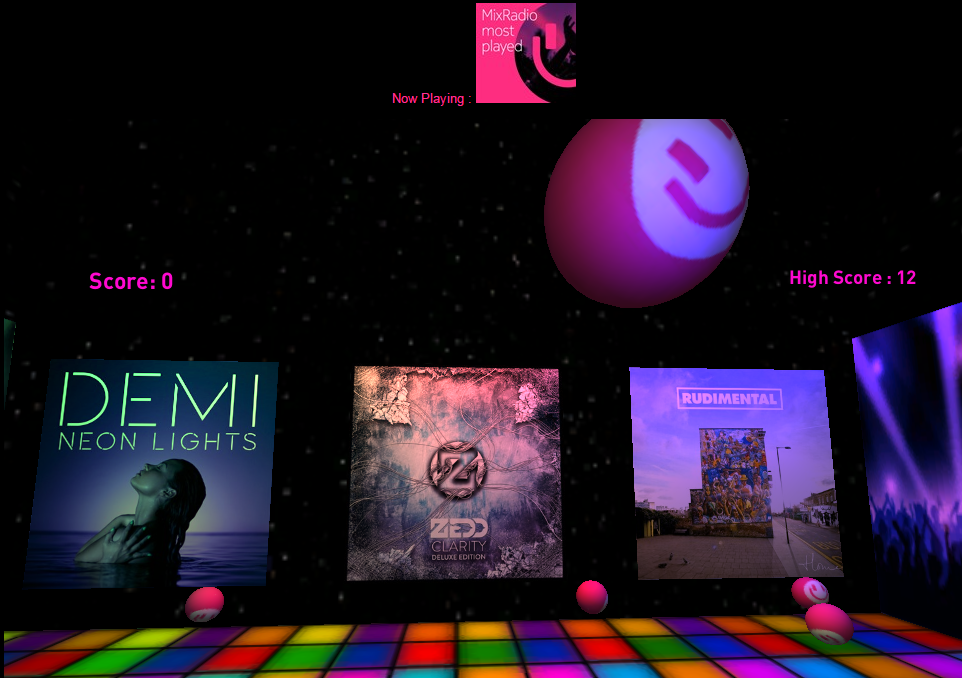 MixRadio
most
played
Now Playing :
Score: 0
High Score : 12
DEMI
NEON LIGHTS
ZEDD
CLARITY
DELUXE EDITION
RUDIMENTAL